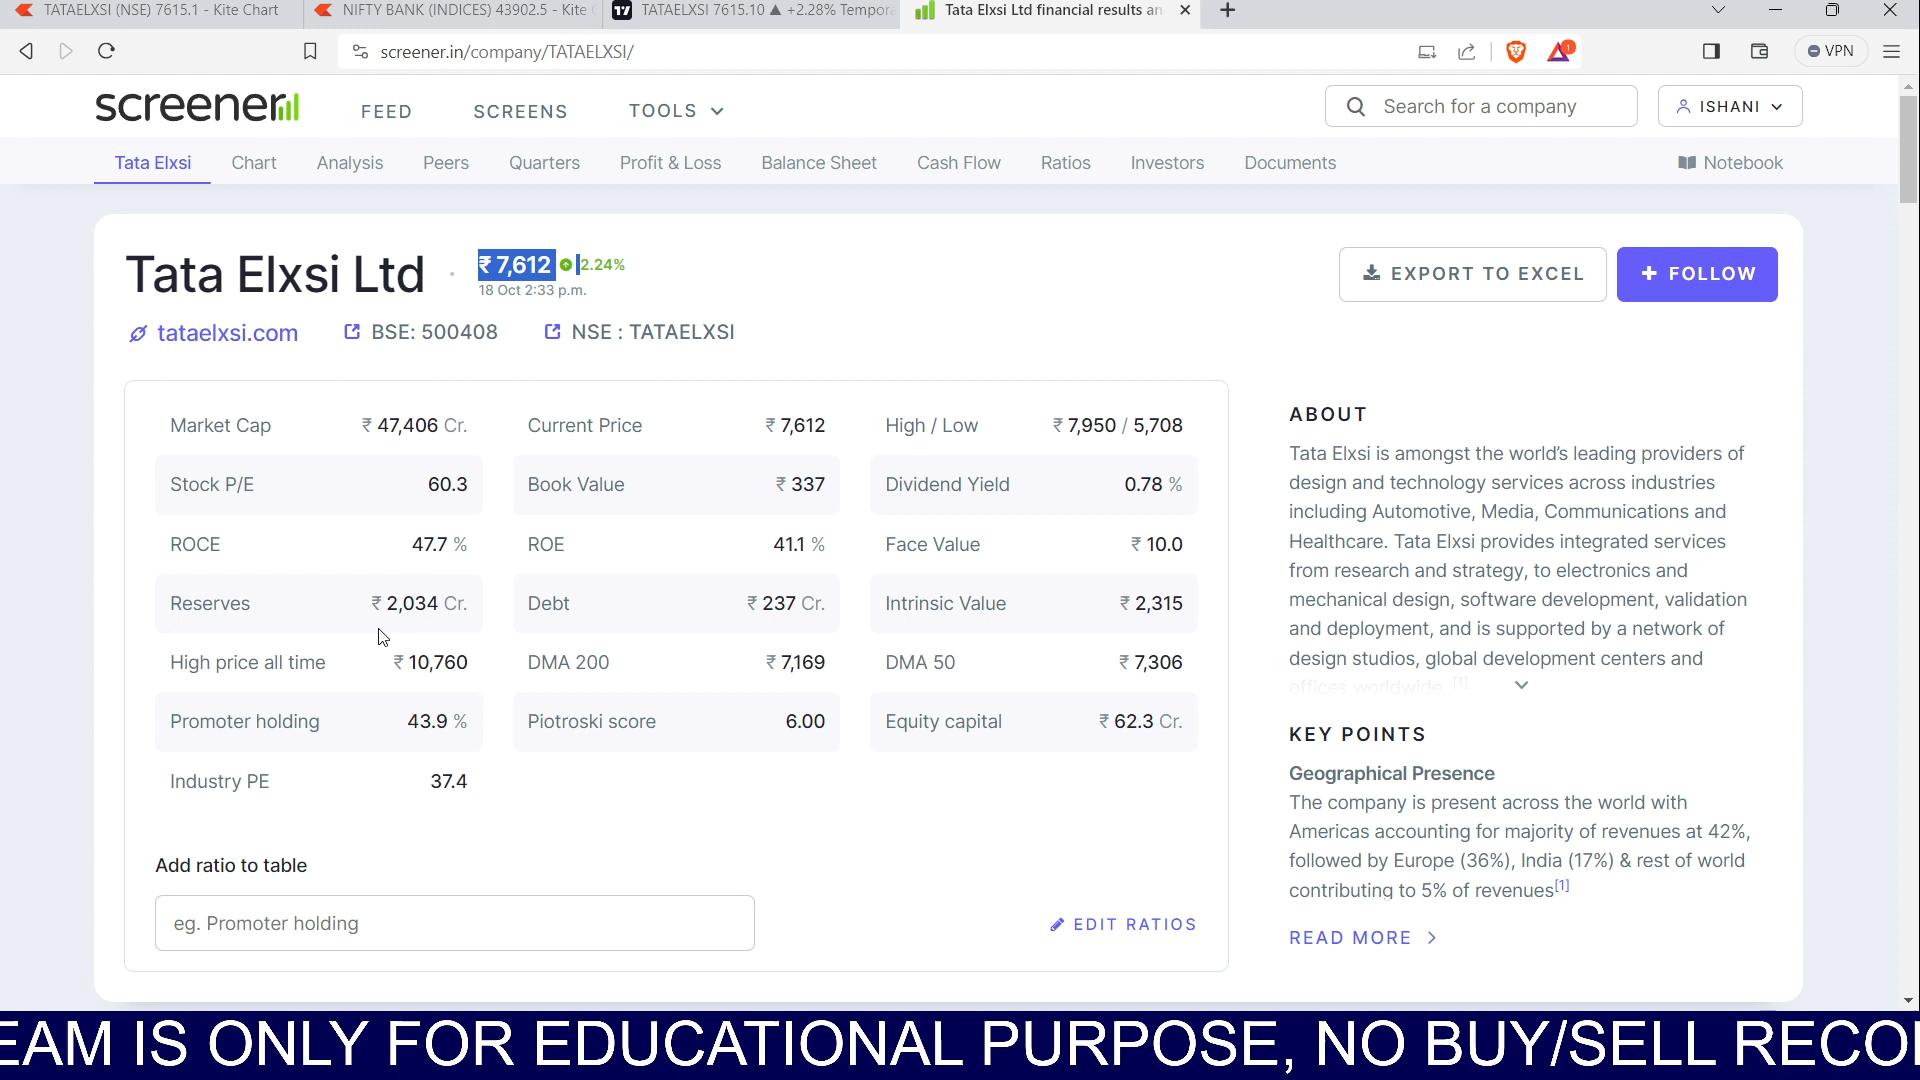 TATAELXSI (NSE) 7615.1 - Kite Chart
NIFTY BANK (INDICES) 43902.5 - Kite
TATAELXSI 7615.10 ▲ +2.28% Tempora
Tata Elxsi Ltd financial results an
screener.in/company/TATAELXSI/
1
VPN
screener
FEED
SCREENS
TOOLS
Search for a company
ISHANI
Tata Elxsi
Chart
Analysis
Peers
Quarters
Profit & Loss
Balance Sheet
Cash Flow
Ratios
Investors
Documents
Notebook
Tata Elxsi Ltd
₹ 7,612 2.24%
18 Oct 2:33 p.m.
EXPORT TO EXCEL
+ FOLLOW
tataelxsi.com
BSE: 500408
NSE : TATAELXSI
Market Cap ₹ 47,406 Cr.
Current Price ₹ 7,612
High / Low ₹ 7,950 / 5,708
Stock P/E 60.3
Book Value ₹ 337
Dividend Yield 0.78 %
ROCE 47.7 %
ROE 41.1 %
Face Value ₹ 10.0
Reserves ₹ 2,034 Cr.
Debt ₹ 237 Cr.
Intrinsic Value ₹ 2,315
High price all time ₹ 10,760
DMA 200 ₹ 7,169
DMA 50 ₹ 7,306
Promoter holding 43.9 %
Piotroski score 6.00
Equity capital ₹ 62.3 Cr.
Industry PE 37.4
Add ratio to table
eg. Promoter holding
EDIT RATIOS
ABOUT
Tata Elxsi is amongst the world's leading providers of
design and technology services across industries
including Automotive, Media, Communications and
Healthcare. Tata Elxsi provides integrated services
from research and strategy, to electronics and
mechanical design, software development, validation
and deployment, and is supported by a network of
design studios, global development centers and
offices worldwide. [1]
KEY POINTS
Geographical Presence
The company is present across the world with
Americas accounting for majority of revenues at 42%,
followed by Europe (36%), India (17%) & rest of world
contributing to 5% of revenues[1]
READ MORE
EAM IS ONLY FOR EDUCATIONAL PURPOSE, NO BUY/SELL RECO